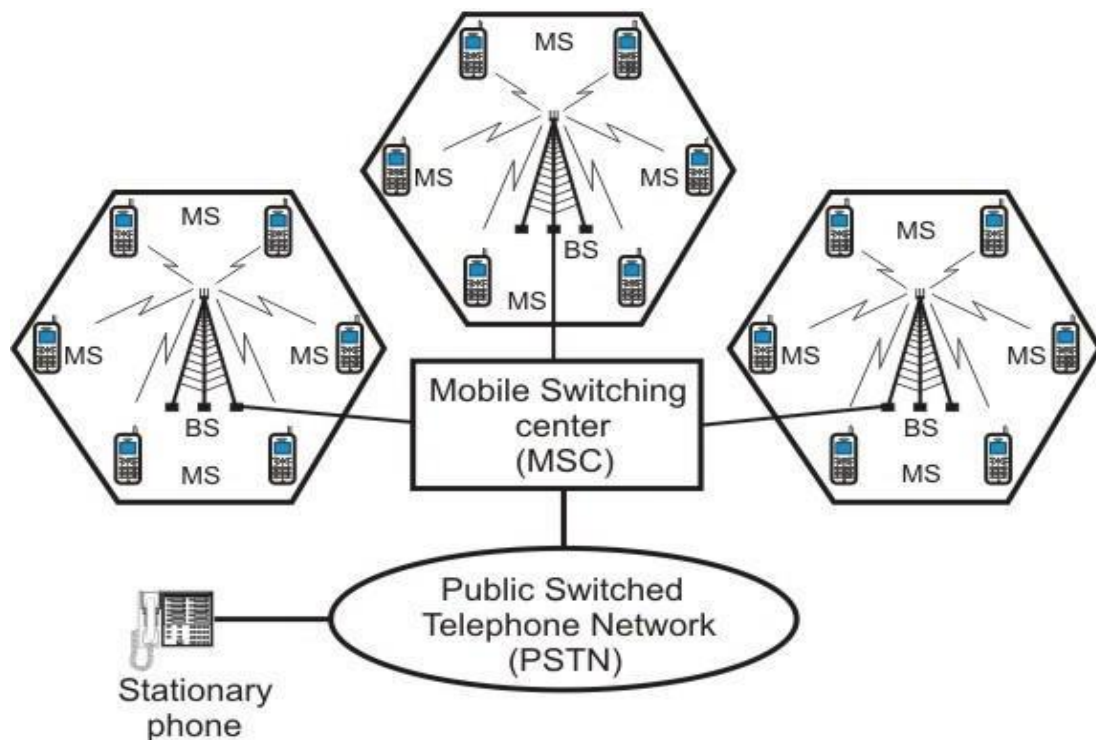 MS
MS
MS
BS
MS
MS
MS
MS
BS
MS
MS
MS
MS
BS
MS
Mobile Switching
center
(MSC)
Public Switched
Telephone Network
(PSTN)
Stationary
phone